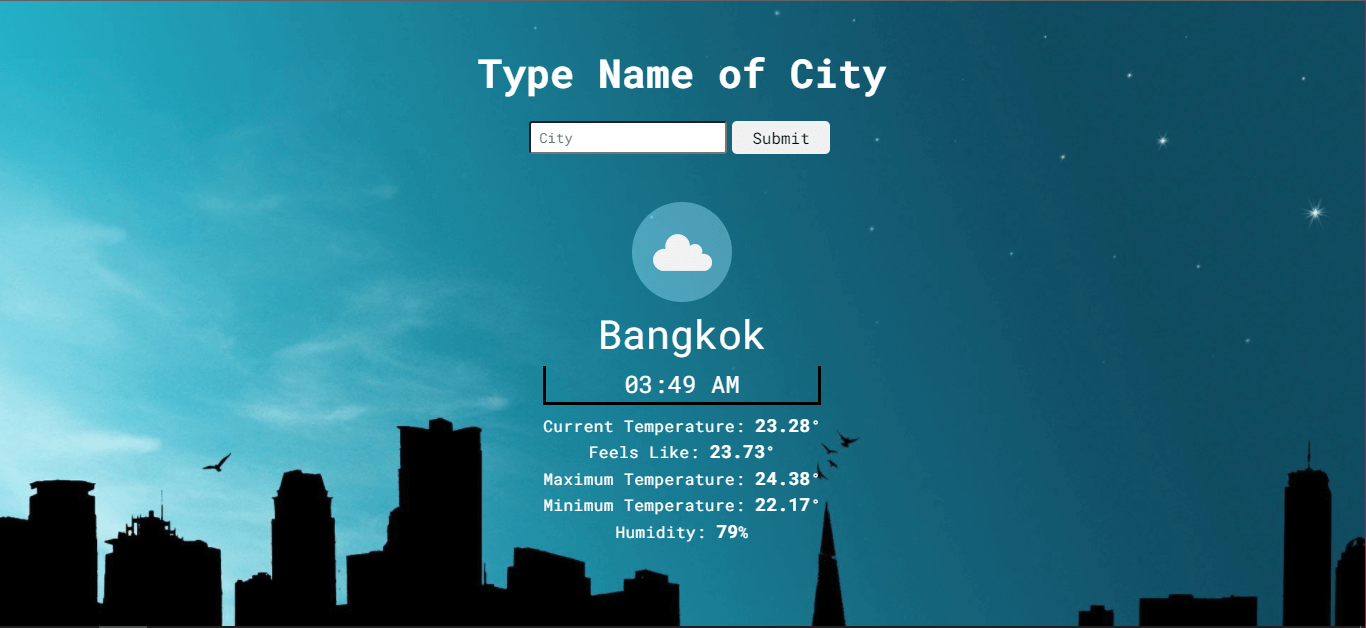 Type Name of City
City Submit
Bangkok
03:49 AM
Current Temperature: 23.28°
Feels Like: 23.73°
Maximum Temperature: 24.38°
Minimum Temperature: 22.17°
Humidity: 79%